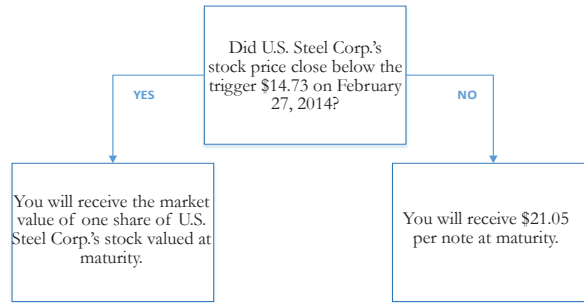 Did U.S. Steel Corp.'s
stock price close below the
trigger $14.73 on February
27, 2014?
YES
NO
You will receive the market
value of one share of U.S.
Steel Corp.'s stock valued at
maturity.
You will receive $21.05
per note at maturity.